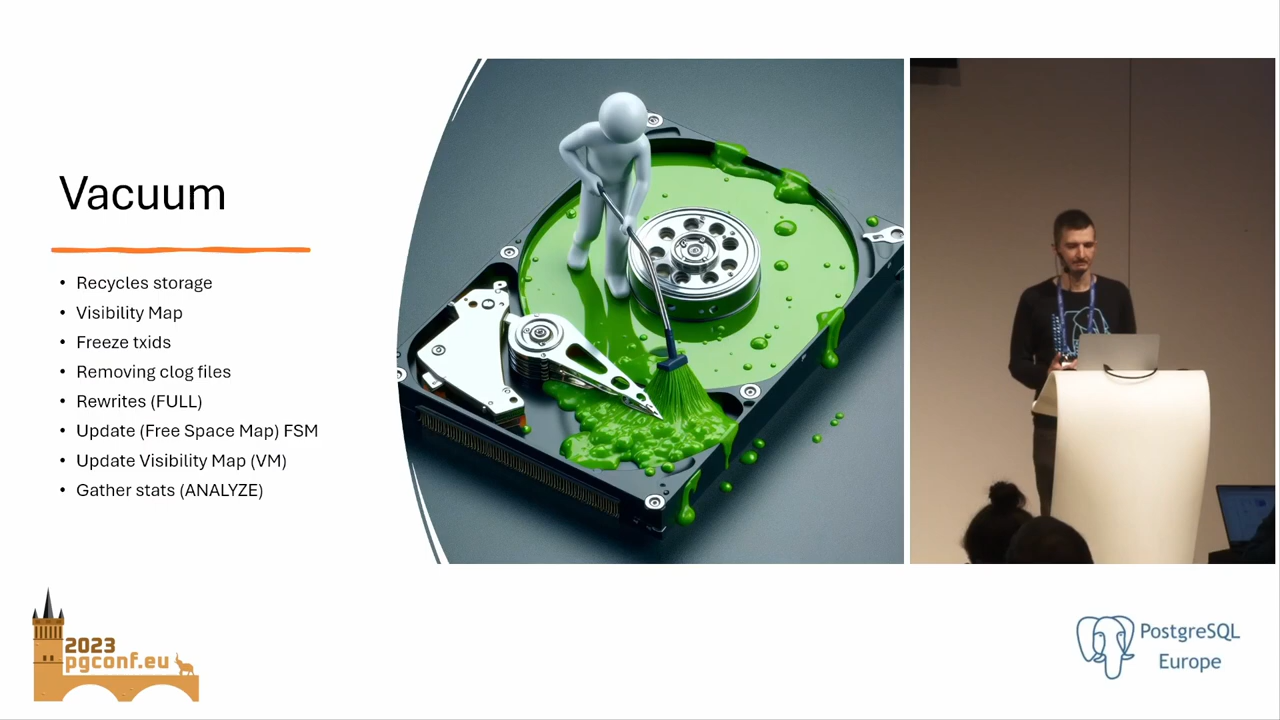 Vacuum
• Recycles storage
• Visibility Map
• Freeze txids
• Removing clog files
• Rewrites (FULL)
• Update (Free Space Map) FSM
• Update Visibility Map (VM)
• Gather stats (ANALYZE)
2023
pgconf.eu
PostgreSQL
Europe